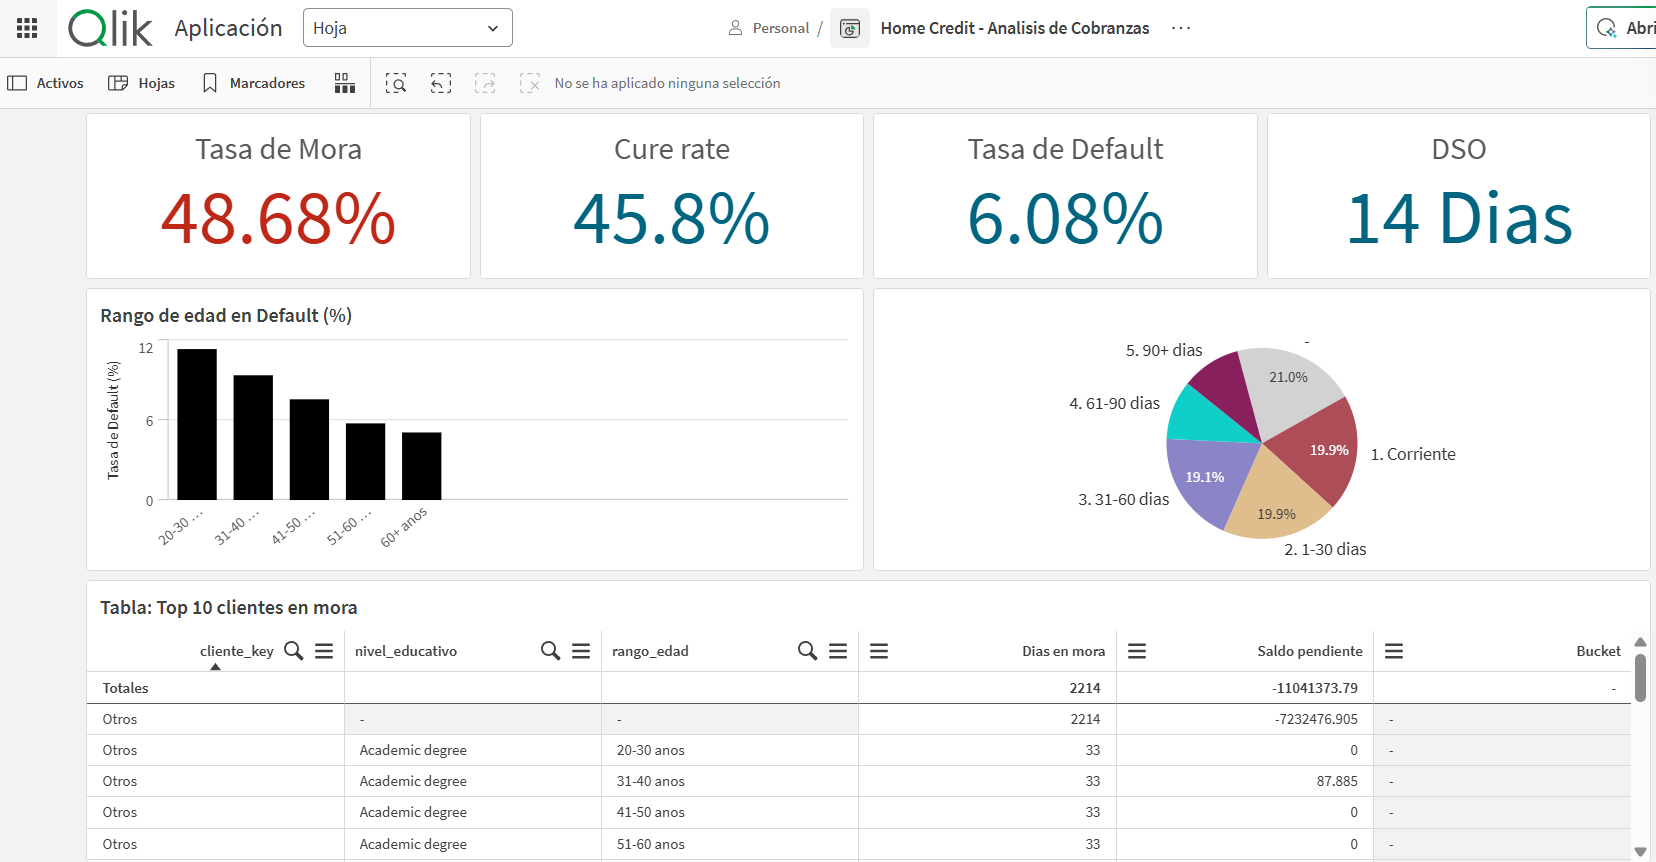 Qlik Aplicación Hoja Personal / Home Credit - Analisis de Cobranzas ... Abri
Activos Hojas Marcadores No se ha aplicado ninguna selección
Tasa de Mora
48.68%
Cure rate
45.8%
Tasa de Default
6.08%
DSO
14 Dias
Rango de edad en Default (%)
Tasa de Default (%)
12
6
0
20-30 ...
31-40 ...
41-50 ...
51-60 ...
60+ anos
-
21.0%
5. 90+ dias
4. 61-90 dias
19.9%
1. Corriente
19.1%
3. 31-60 dias
19.9%
2. 1-30 dias
Tabla: Top 10 clientes en mora
cliente_key nivel_educativo rango_edad Dias en mora Saldo pendiente Bucket
Totales 2214 -11041373.79 -
Otros - - 2214 -7232476.905 -
Otros Academic degree 20-30 anos 33 0 -
Otros Academic degree 31-40 anos 33 87.885 -
Otros Academic degree 41-50 anos 33 0 -
Otros Academic degree 51-60 anos 33 0 -